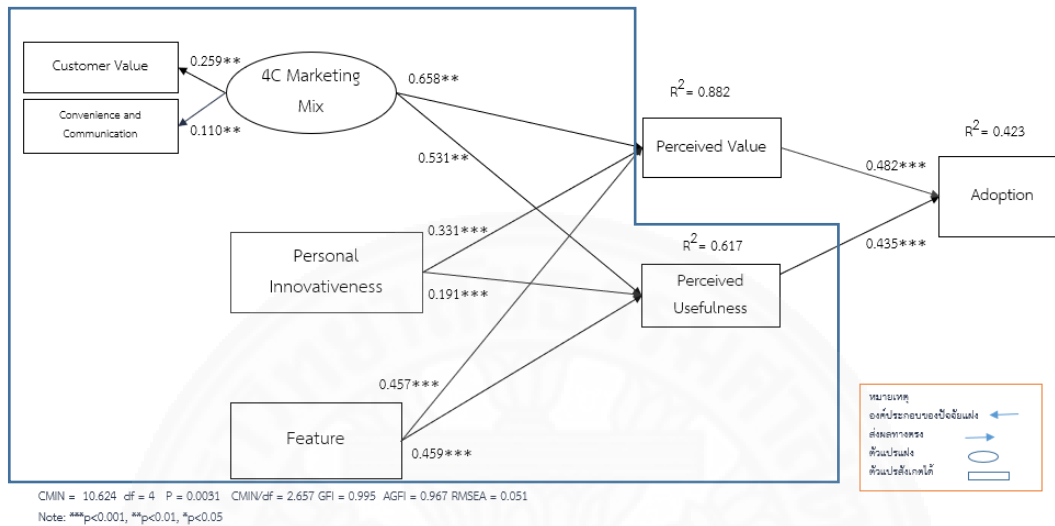 Customer Value
0.259**
4C Marketing
Mix
0.658**
R2 = 0.882
Convenience and
Communication
0.110**
R2 = 0.423
Perceived Value
0.482***
0.531**
Adoption
0.331***
R2 = 0.617
0.435***
Personal
Innovativeness
0.191***
Perceived
Usefulness
0.457***
Feature
0.459***
หมายเหตุ
องค์ประกอบของปัจจัยแฝง
ส่งผลทางตรง
ตัวแปรแฝง
ตัวแปรสังเกตได้
CMIN = 10.624 df = 4 P = 0.0031 CMIN/df = 2.657 GFI = 0.995 AGFI = 0.967 RMSEA = 0.051
Note: ***p<0.001, **p<0.01, *p<0.05